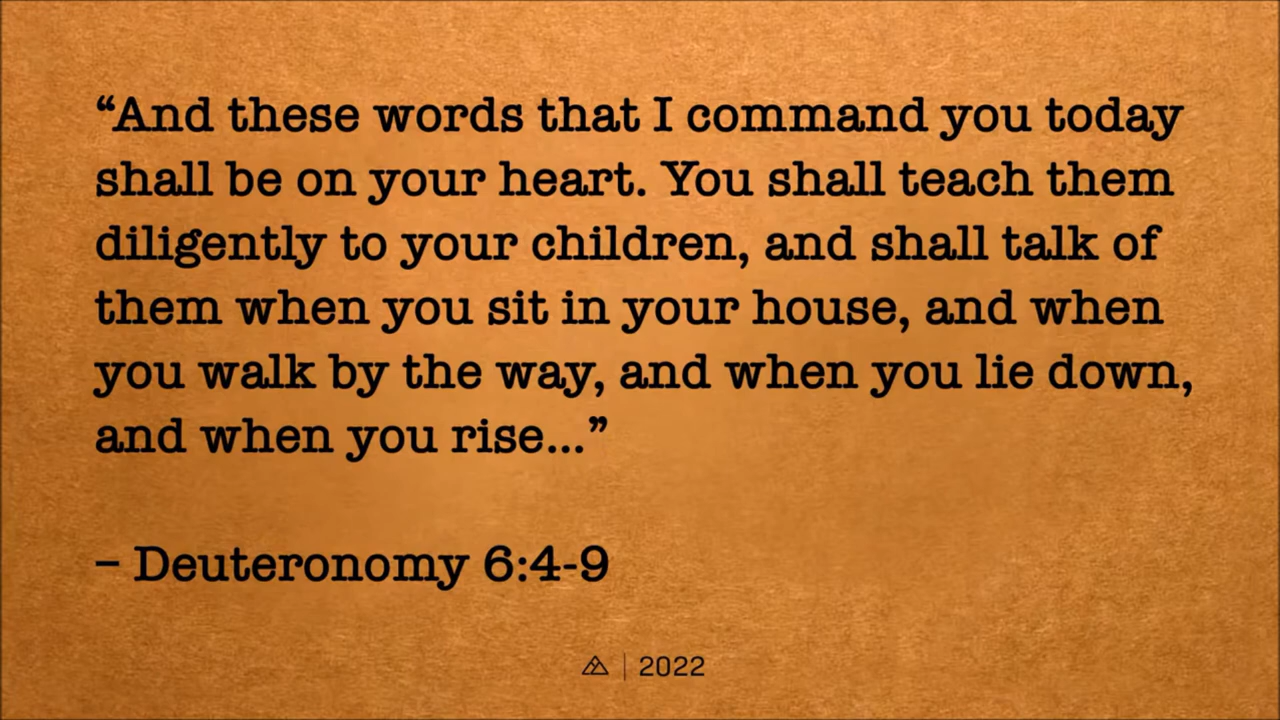 “And these words that I command you today
shall be on your heart. You shall teach them
diligently to your children, and shall talk of
them when you sit in your house, and when
you walk by the way, and when you lie down,
and when you rise...”
– Deuteronomy 6:4-9
| 2022